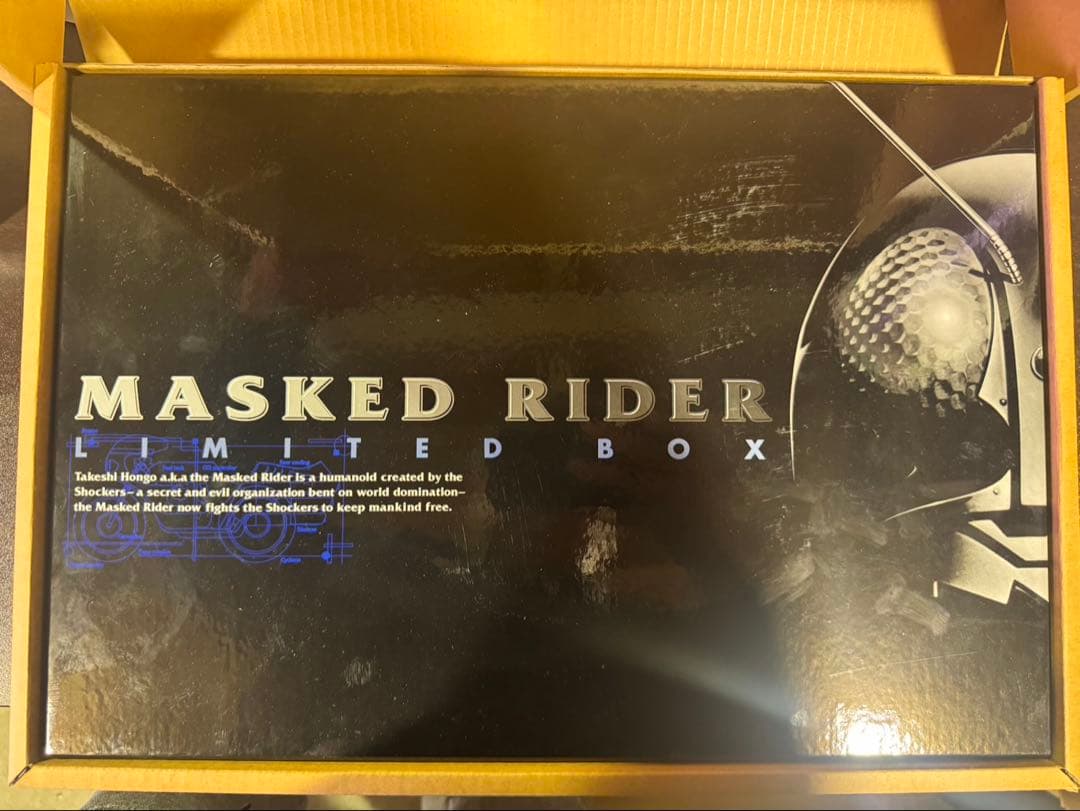 MASKED RIDER
LIMITED BOX
Takeshi Hongo a.k.a the Masked Rider is a humanoid created by the
Shockers–a secret and evil organization bent on world domination–
the Masked Rider now fights the Shockers to keep mankind free.
Cyclone